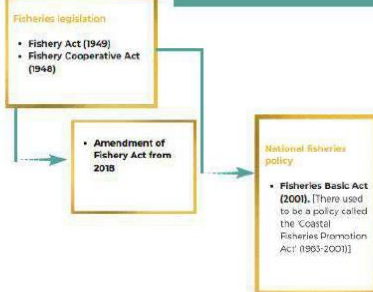 Fisheries legislation
• Fishery Act (1949)
• Fishery Cooperative Act
(1948)
• Amendment of
Fishery Act from
2018
National fisheries
policy
• Fisheries Basic Act
(2001). [There used
to be a policy called
the 'Coastal
Fisheries Promotion
Act' (1963-2001)]